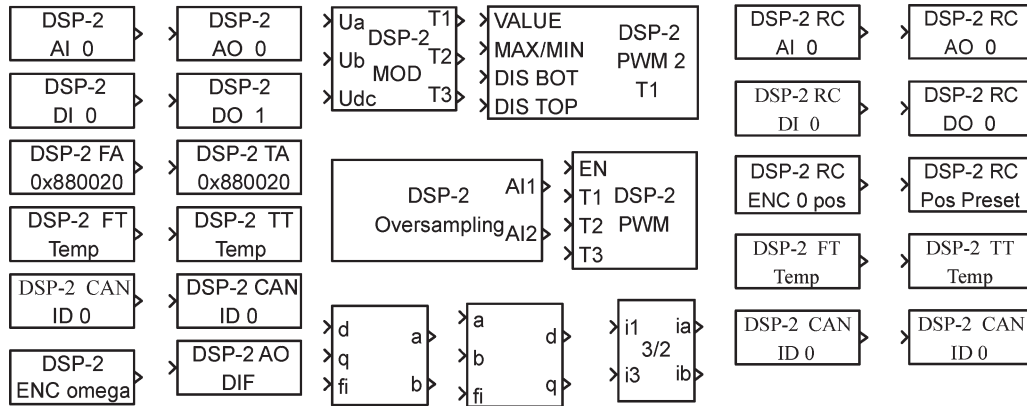 DSP-2
AI 0
DSP-2
AO 0
DSP-2
DI 0
DSP-2
DO 1
DSP-2 FA
0x880020
DSP-2 TA
0x880020
DSP-2 FT
Temp
DSP-2 TT
Temp
DSP-2 CAN
ID 0
DSP-2 CAN
ID 0
DSP-2
ENC omega
DSP-2 AO
DIF
Ua
Ub
Udc
DSP-2
MOD
T1
T2
T3
VALUE
MAX/MIN
DIS BOT
DIS TOP
DSP-2
PWM 2
T1
DSP-2
Oversampling
AI1
AI2
EN
T1
T2
T3
DSP-2
PWM
d
q
fi
a
b
a
b
fi
d
q
i1
i3
3/2
ia
ib
DSP-2 RC
AI 0
DSP-2 RC
AO 0
DSP-2 RC
DI 0
DSP-2 RC
DO 0
DSP-2 RC
ENC 0 pos
DSP-2 RC
Pos Preset
DSP-2 FT
Temp
DSP-2 TT
Temp
DSP-2 CAN
ID 0
DSP-2 CAN
ID 0